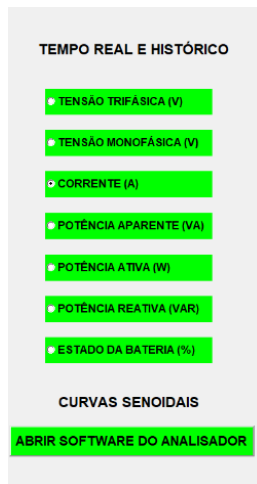 TEMPO REAL E HISTÓRICO
TENSÃO TRIFÁSICA (V)
TENSÃO MONOFÁSICA (V)
CORRENTE (A)
POTÊNCIA APARENTE (VA)
POTÊNCIA ATIVA (W)
POTÊNCIA REATIVA (VAR)
ESTADO DA BATERIA (%)
CURVAS SENOIDAIS
ABRIR SOFTWARE DO ANALISADOR